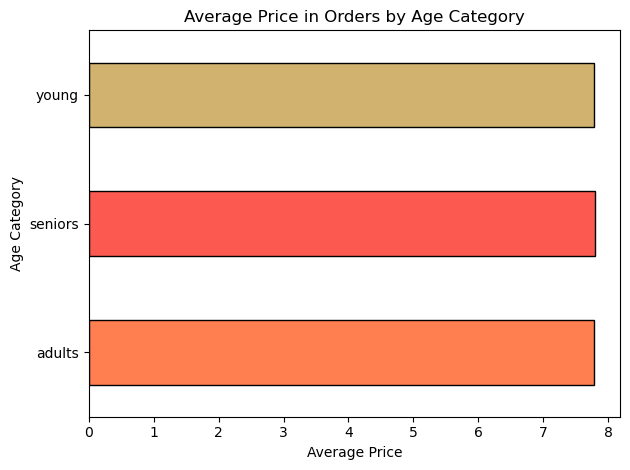 Average Price in Orders by Age Category
Age Category
young
seniors
adults
0 1 2 3 4 5 6 7 8
Average Price